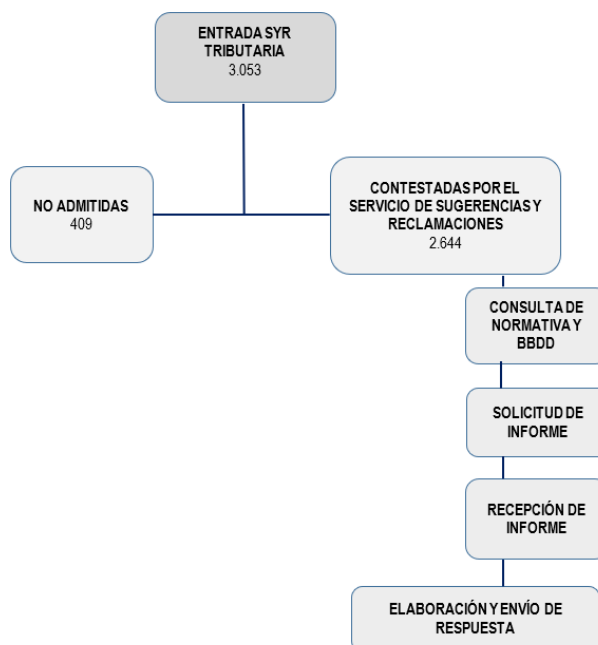 ENTRADA SYR
TRIBUTARIA
3.053
NO ADMITIDAS
409
CONTESTADAS POR EL
SERVICIO DE SUGERENCIAS Y
RECLAMACIONES
2.644
CONSULTA DE
NORMATIVA Y
BBDD
SOLICITUD DE
INFORME
RECEPCIÓN DE
INFORME
ELABORACIÓN Y ENVÍO DE
RESPUESTA